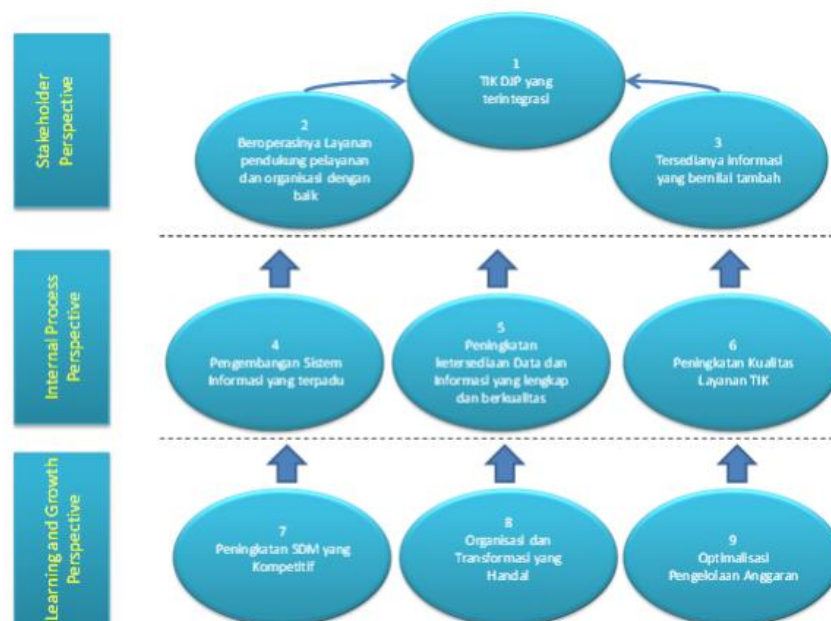 Stakeholder
Perspective
1
TIK DJP yang
terintegrasi
2
Beroperasinya Layanan
pendukung pelayanan
dan organisasi dengan
baik
3
Tersedianya informasi
yang bernilai tambah
Internal Process
Perspective
4
Pengembangan Sistem
Informasi yang terpadu
5
Peningkatan
ketersediaan Data dan
Informasi yang lengkap
dan berkualitas
6
Peningkatan Kualitas
Layanan TIK
Learning and Growth
Perspective
7
Peningkatan SDM yang
Kompetitif
8
Organisasi dan
Transformasi yang
Handal
9
Optimalisasi
Pengelolaan Anggaran